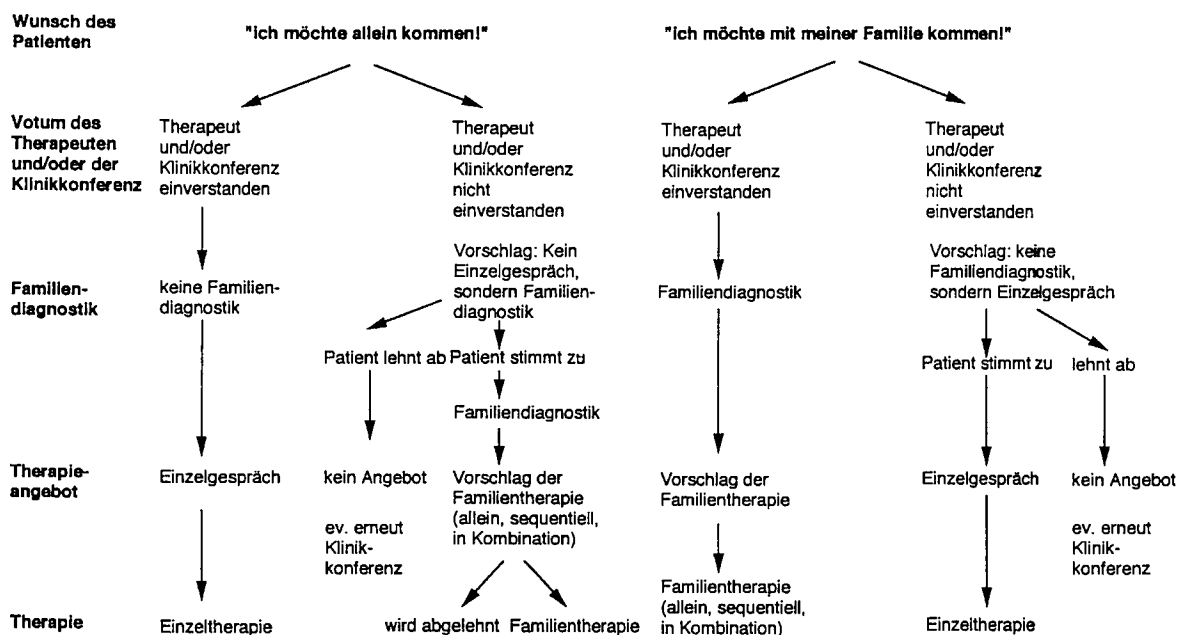 Wunsch des
Patienten
"Ich möchte allein kommen!"
"Ich möchte mit meiner Familie kommen!"
Votum des
Therapeuten
und/oder der
Klinikkonferenz
Therapeut
und/oder
Klinikkonferenz
einverstanden
Therapeut
und/oder
Klinikkonferenz
nicht
einverstanden
Therapeut
und/oder
Klinikkonferenz
einverstanden
Therapeut
und/oder
Klinikkonferenz
nicht
einverstanden
Familien-
diagnostik
keine Familien-
diagnostik
Vorschlag: Kein
Einzelgespräch,
sondern Familien-
diagnostik
Familiendiagnostik
Vorschlag: keine
Familiendiagnostik,
sondern Einzelgespräch
Patient lehnt ab
Patient stimmt zu
Patient stimmt zu
lehnt ab
Familiendiagnostik
Therapie-
angebot
Einzelgespräch
kein Angebot
ev. erneut
Klinik-
konferenz
Vorschlag der
Familientherapie
(allein, sequentiell,
in Kombination)
Vorschlag der
Familientherapie
Einzelgespräch
kein Angebot
ev. erneut
Klinik-
konferenz
Therapie
Einzeltherapie
wird abgelehnt
Familientherapie
Familientherapie
(allein, sequentiell,
in Kombination)
Einzeltherapie